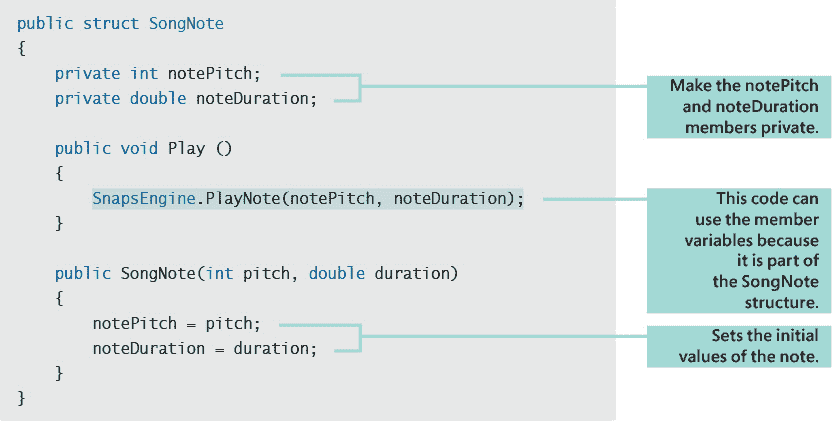 public struct SongNote
{
private int notePitch;
private double noteDuration;
Make the notePitch
and noteDuration
members private.
public void Play ()
{
SnapsEngine.PlayNote(notePitch, noteDuration);
}
This code can
use the member
variables because
it is part of
the SongNote
structure.
public SongNote(int pitch, double duration)
{
notePitch = pitch;
noteDuration = duration;
}
}
Sets the initial
values of the note.